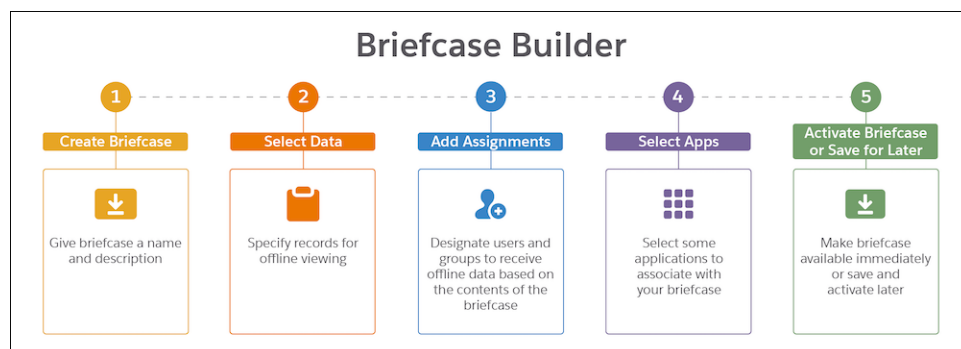 Briefcase Builder
1
2
3
4
5
Create Briefcase
Select Data
Add Assignments
Select Apps
Activate Briefcase
or Save for Later
Give briefcase a name
and description
Specify records for
offline viewing
Designate users and
groups to receive
offline data based on
the contents of the
briefcase
Select some
applications to
associate with
your briefcase
Make briefcase
available immediately
or save and
activate later